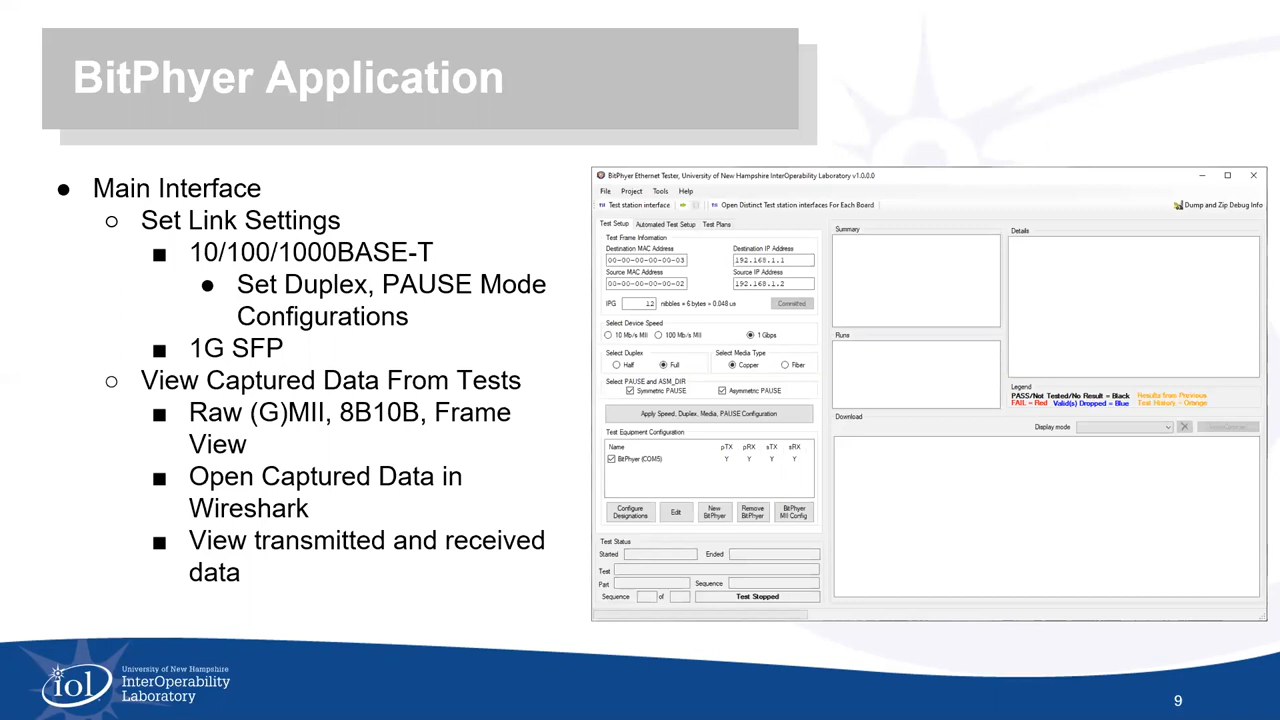 BitPhyer Application
● Main Interface
○ Set Link Settings
■ 10/100/1000BASE-T
● Set Duplex, PAUSE Mode
Configurations
■ 1G SFP
○ View Captured Data From Tests
■ Raw (G)MII, 8B10B, Frame
View
■ Open Captured Data in
Wireshark
■ View transmitted and received
data
BitPhyer Ethernet Tester, University of New Hampshire InterOperability Laboratory v1.0.0.0
File Project Tools Help
Test station interface Open Distinct Test station interfaces For Each Board Dump and Zip Debug Info
Test Setup Automated Test Setup Test Plans
Test Frame Information
Destination MAC Address Destination IP Address
00-00-00-00-00-03 192.168.1.1
Source MAC Address Source IP Address
00-00-00-00-00-02 192.168.1.2
IPG 12 nibbles = 6 bytes = 0.048 us Committed
Select Device Speed
10 Mb/s MII 100 Mb/s MII 1 Gbps
Select Duplex Select Media Type
Half Full Copper Fiber
Select PAUSE and ASM_DIR
Symmetric PAUSE Asymmetric PAUSE
Apply Speed, Duplex, Media, PAUSE Configuration
Test Equipment Configuration
Name pTX pRX sTX sRX
BitPhyer (COM5) Y Y Y Y
Configure
Designations
Edit
New
BitPhyer
Remove
BitPhyer
BitPhyer
MII Config
Test Status
Started Ended
Test
Part Sequence
Sequence of Test Stopped
Summary
Runs
Details
Legend
PASS/Not Tested/No Result = Black Results from Previous
FAIL = Red Valid(s) Dropped = Blue Test History = Orange
Download
Display mode
iol
University of New Hampshire
InterOperability
Laboratory
9